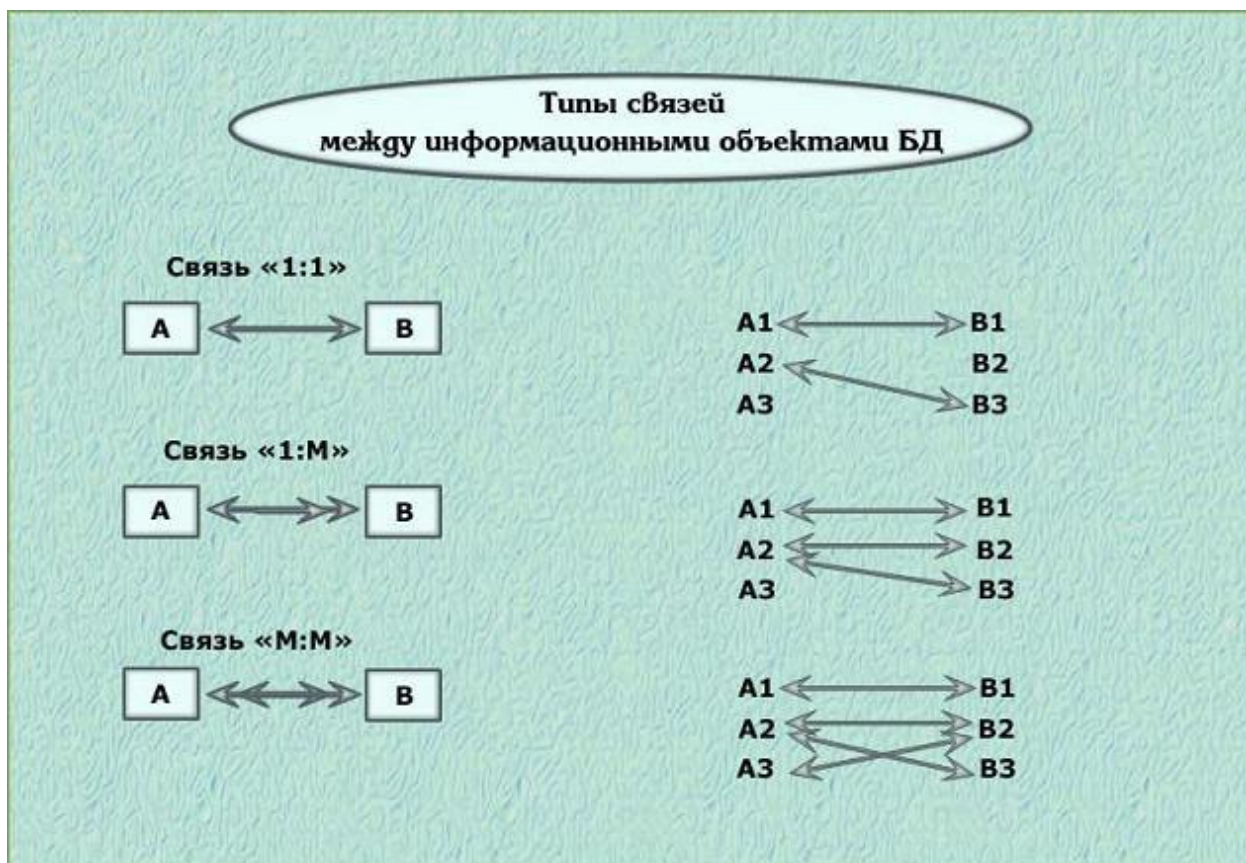 Типы связей
между информационными объектами БД
Связь «1:1»
А В
А1 В1
А2 В2
А3 В3
Связь «1:М»
А В
А1 В1
А2 В2
А3 В3
Связь «М:М»
А В
А1 В1
А2 В2
А3 В3